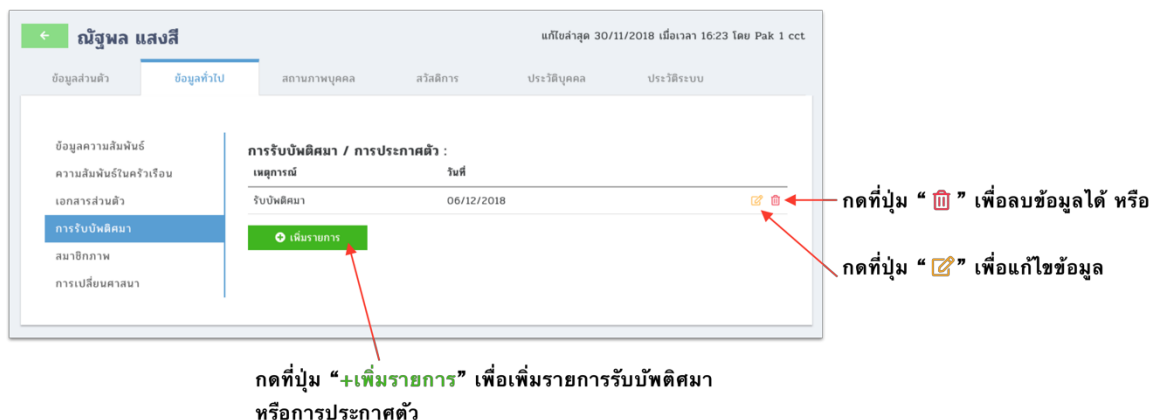 ณัฐพล แสงสี
แก้ไขล่าสุด 30/11/2018 เมื่อเวลา 16:23 โดย Pak 1 cct
ข้อมูลส่วนตัว ข้อมูลทั่วไป สถานภาพบุคคล สวัสดิการ ประวัติบุคคล ประวัติระบบ
ข้อมูลความสัมพันธ์
ความสัมพันธ์ในครัวเรือน
เอกสารส่วนตัว
การรับบัพติศมา
สมาชิกภาพ
การเปลี่ยนศาสนา
การรับบัพติศมา / การประกาศตัว :
เหตุการณ์ วันที่
รับบัพติศมา 06/12/2018
เพิ่มรายการ
กดที่ปุ่ม “ ” เพื่อลบข้อมูลได้ หรือ
กดที่ปุ่ม “ ” เพื่อแก้ไขข้อมูล
กดที่ปุ่ม “+เพิ่มรายการ” เพื่อเพิ่มรายการรับบัพติศมา
หรือการประกาศตัว